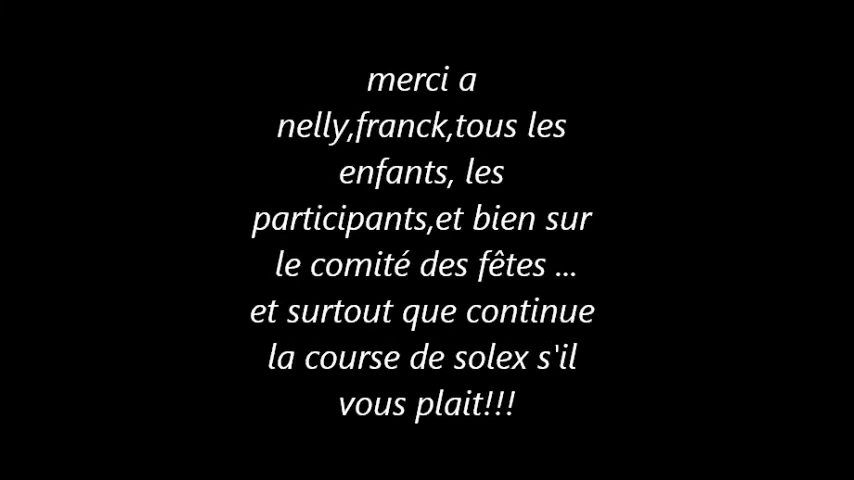 merci a
nelly,franck,tous les
enfants, les
participants,et bien sur
le comité des fêtes ...
et surtout que continue
la course de solex s'il
vous plait!!!